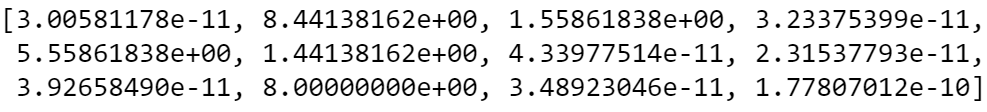 [3.00581178e-11, 8.44138162e+00, 1.55861838e+00, 3.23375399e-11,
5.55861838e+00, 1.44138162e+00, 4.33977514e-11, 2.31537793e-11,
3.92658490e-11, 8.00000000e+00, 3.48923046e-11, 1.77807012e-10]